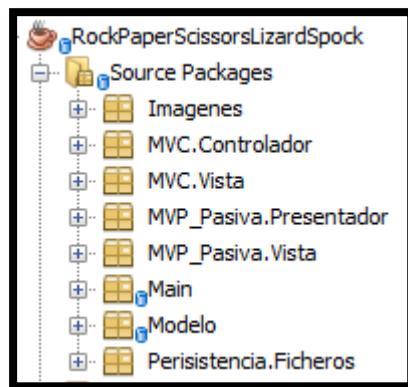 RockPaperScissorsLizardSpock
Source Packages
Imagenes
MVC.Controlador
MVC.Vista
MVP_Pasiva.Presentador
MVP_Pasiva.Vista
Main
Modelo
Perisistencia.Ficheros